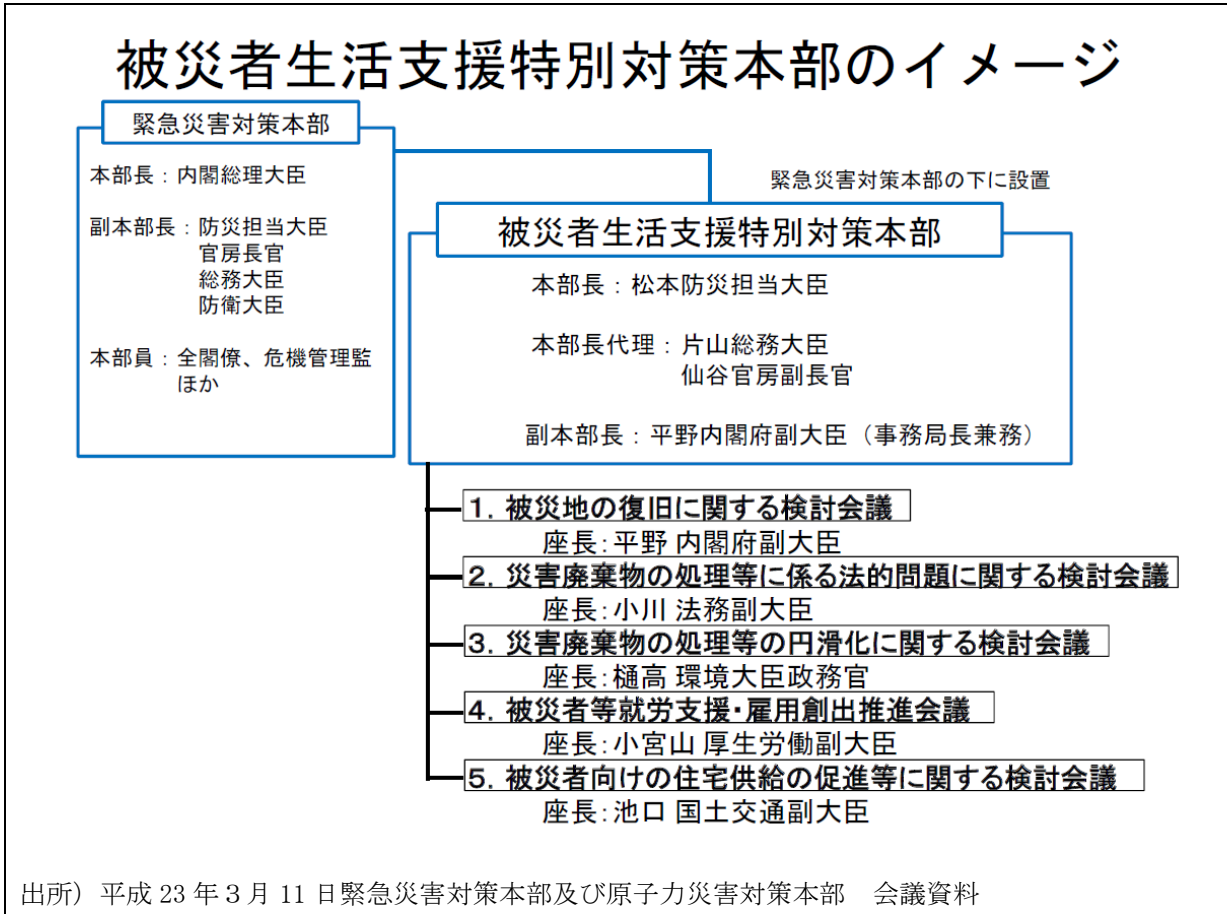 被災者生活支援特別対策本部のイメージ
緊急災害対策本部
本部長：内閣総理大臣
副本部長：防災担当大臣
官房長官
総務大臣
防衛大臣
本部員：全閣僚、危機管理監
ほか
緊急災害対策本部の下に設置
被災者生活支援特別対策本部
本部長：松本防災担当大臣
本部長代理：片山総務大臣
仙谷官房副長官
副本部長：平野内閣府副大臣（事務局長兼務）
1．被災地の復旧に関する検討会議
座長：平野 内閣府副大臣
2．災害廃棄物の処理等に係る法的問題に関する検討会議
座長：小川 法務副大臣
3．災害廃棄物の処理等の円滑化に関する検討会議
座長：樋高 環境大臣政務官
4．被災者等就労支援・雇用創出推進会議
座長：小宮山 厚生労働副大臣
5．被災者向けの住宅供給の促進等に関する検討会議
座長：池口 国土交通副大臣
出所）平成 23 年３月 11 日緊急災害対策本部及び原子力災害対策本部　会議資料